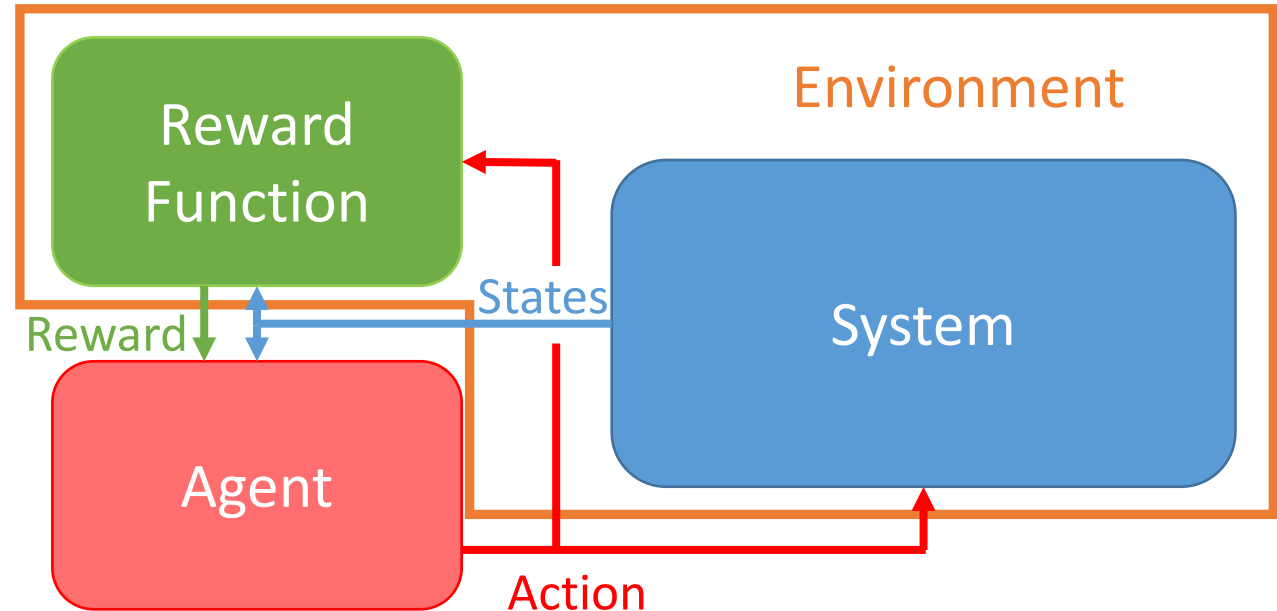 Environment
Reward
Function
States
System
Reward
Agent
Action